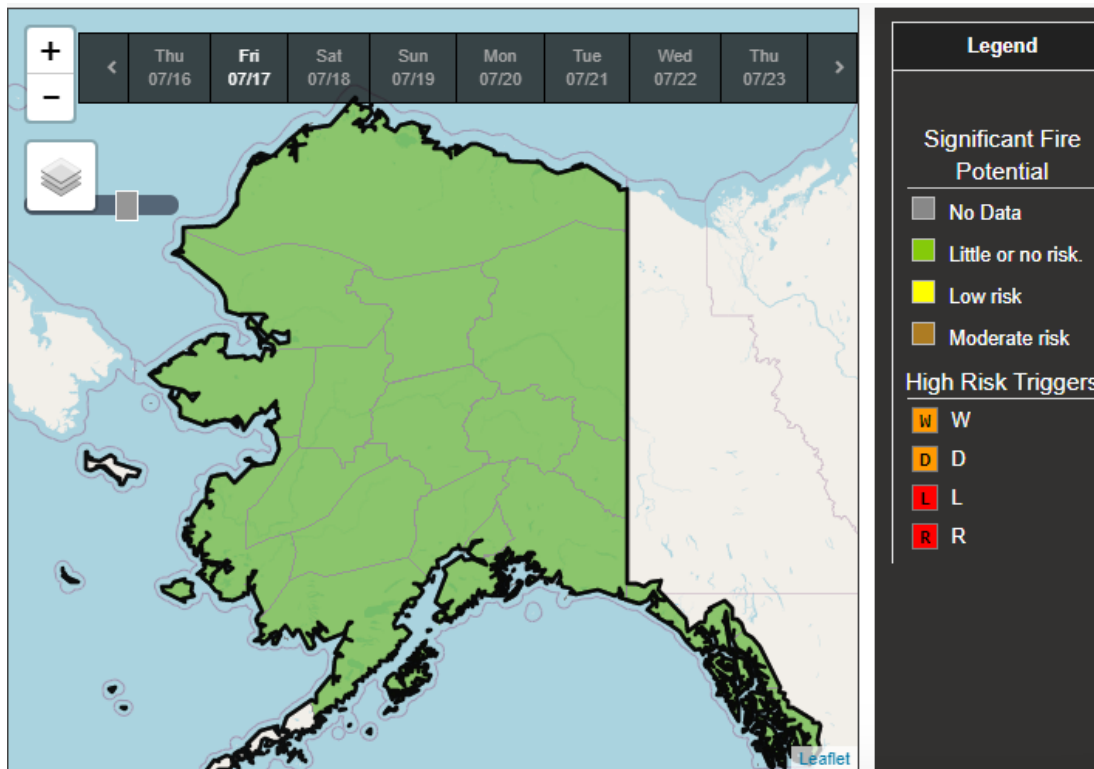 +
−
‹
Thu
07/16
Fri
07/17
Sat
07/18
Sun
07/19
Mon
07/20
Tue
07/21
Wed
07/22
Thu
07/23
›
Leaflet
Legend
Significant Fire
Potential
No Data
Little or no risk.
Low risk
Moderate risk
High Risk Triggers
W W
D D
L L
R R